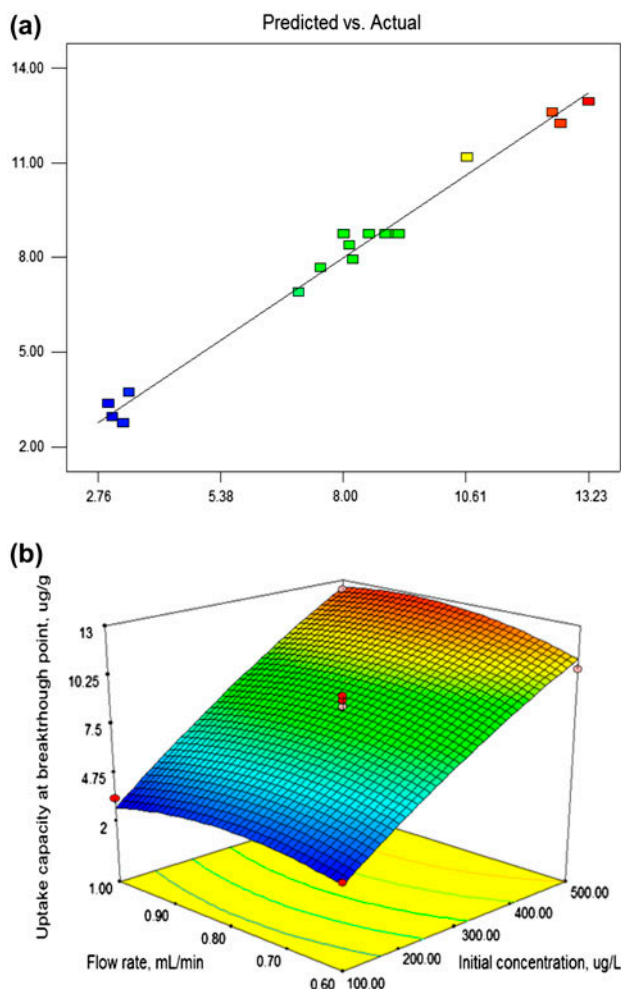 (a)
Predicted vs. Actual
14.00
11.00
8.00
5.00
2.00
2.76 5.38 8.00 10.61 13.23
(b)
Uptake capacity at breaktrhough point, ug/g
13
10.25
7.5
4.75
2
1.00
0.90
0.80
0.70
0.60
Flow rate, mL/min
100.00
200.00
300.00
400.00
500.00
Initial concentration, ug/L